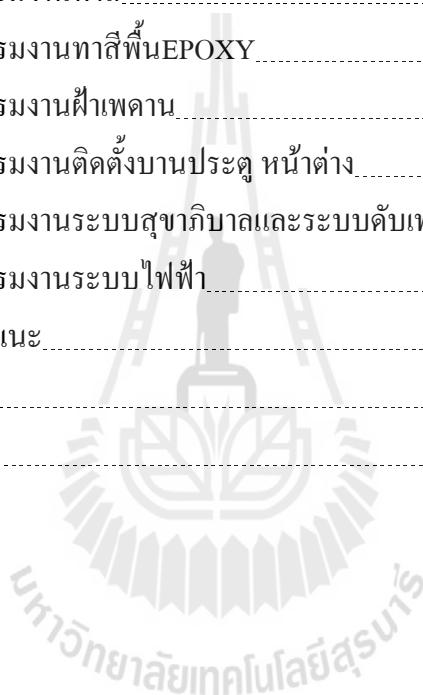 รมงานทาสีพื้นEPOXY
รมงานฝ้าเพดาน
รมงานติดตั้งบานประตู หน้าต่าง
รมงานระบบสุขาภิบาลและระบบดับเพ
รมงานระบบไฟฟ้า
แนะ
มหาวิทยาลัยเทคโนโลยีสุรนารี